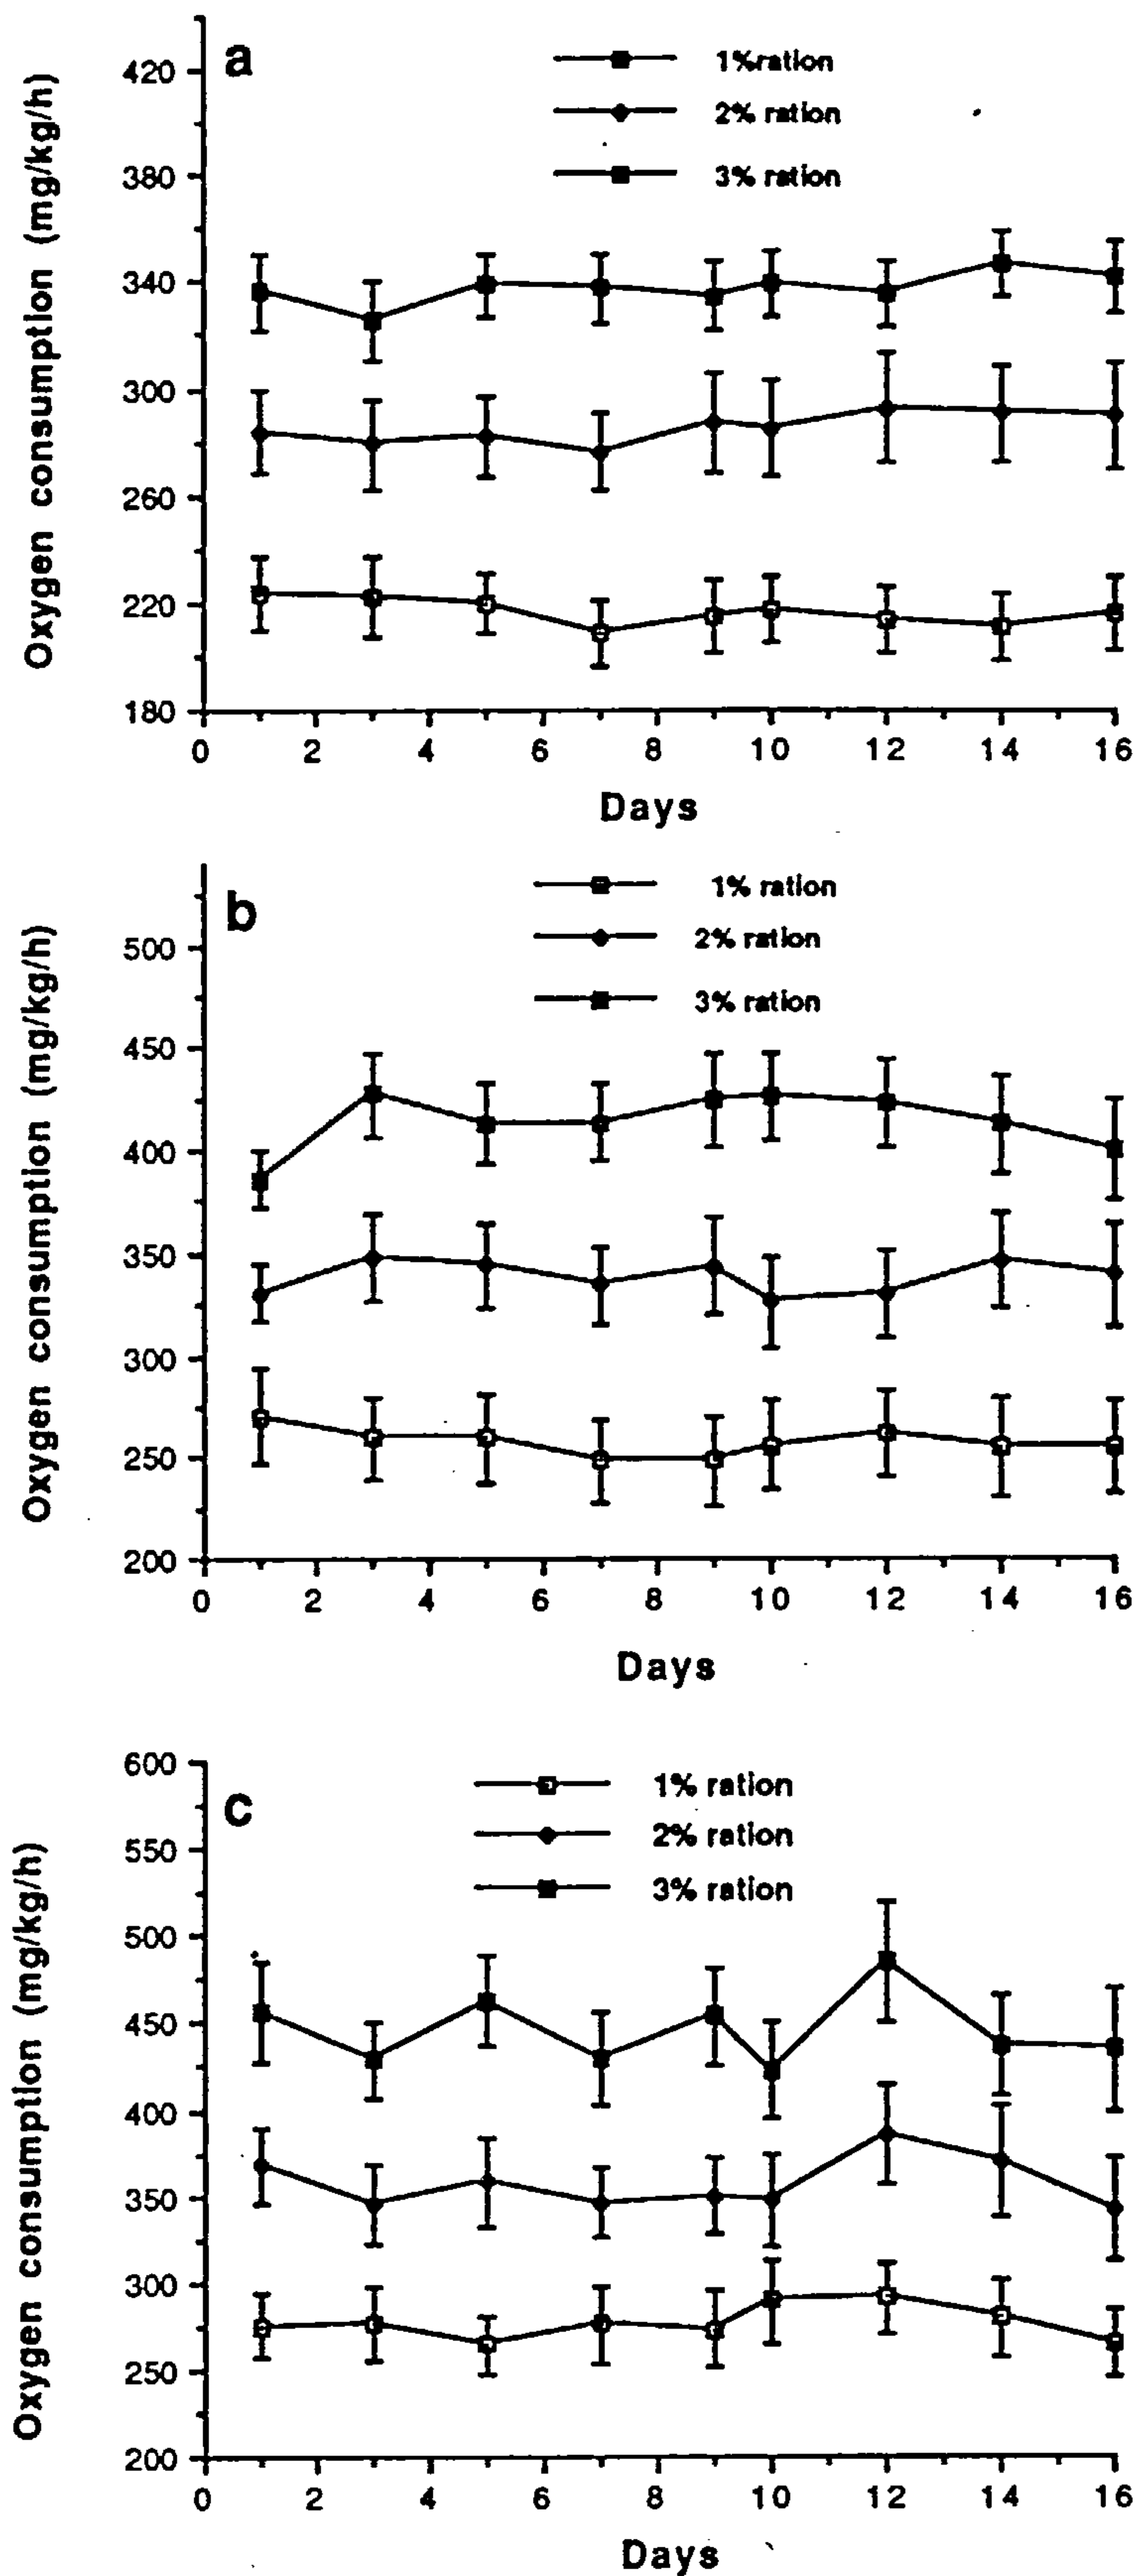 a
1%ration
2% ration
3% ration
Oxygen consumption (mg/kg/h)
420
380
340
300
260
220
180
0 2 4 6 8 10 12 14 16
Days
b
1% ration
2% ration
3% ration
Oxygen consumption (mg/kg/h)
500
450
400
350
300
250
200
0 2 4 6 8 10 12 14 16
Days
c
1% ration
2% ration
3% ration
Oxygen consumption (mg/kg/h)
600
550
500
450
400
350
300
250
200
0 2 4 6 8 10 12 14 16
Days